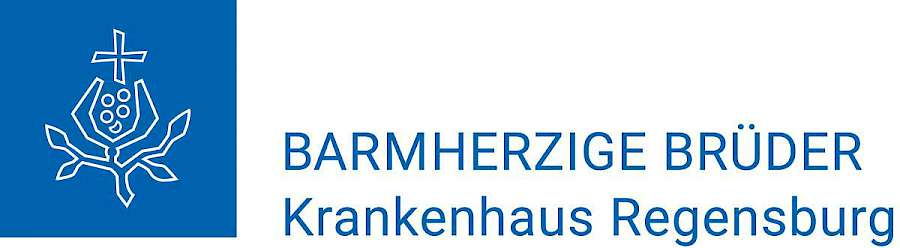 BARMHERZIGE BRÜDER
Krankenhaus Regensburg